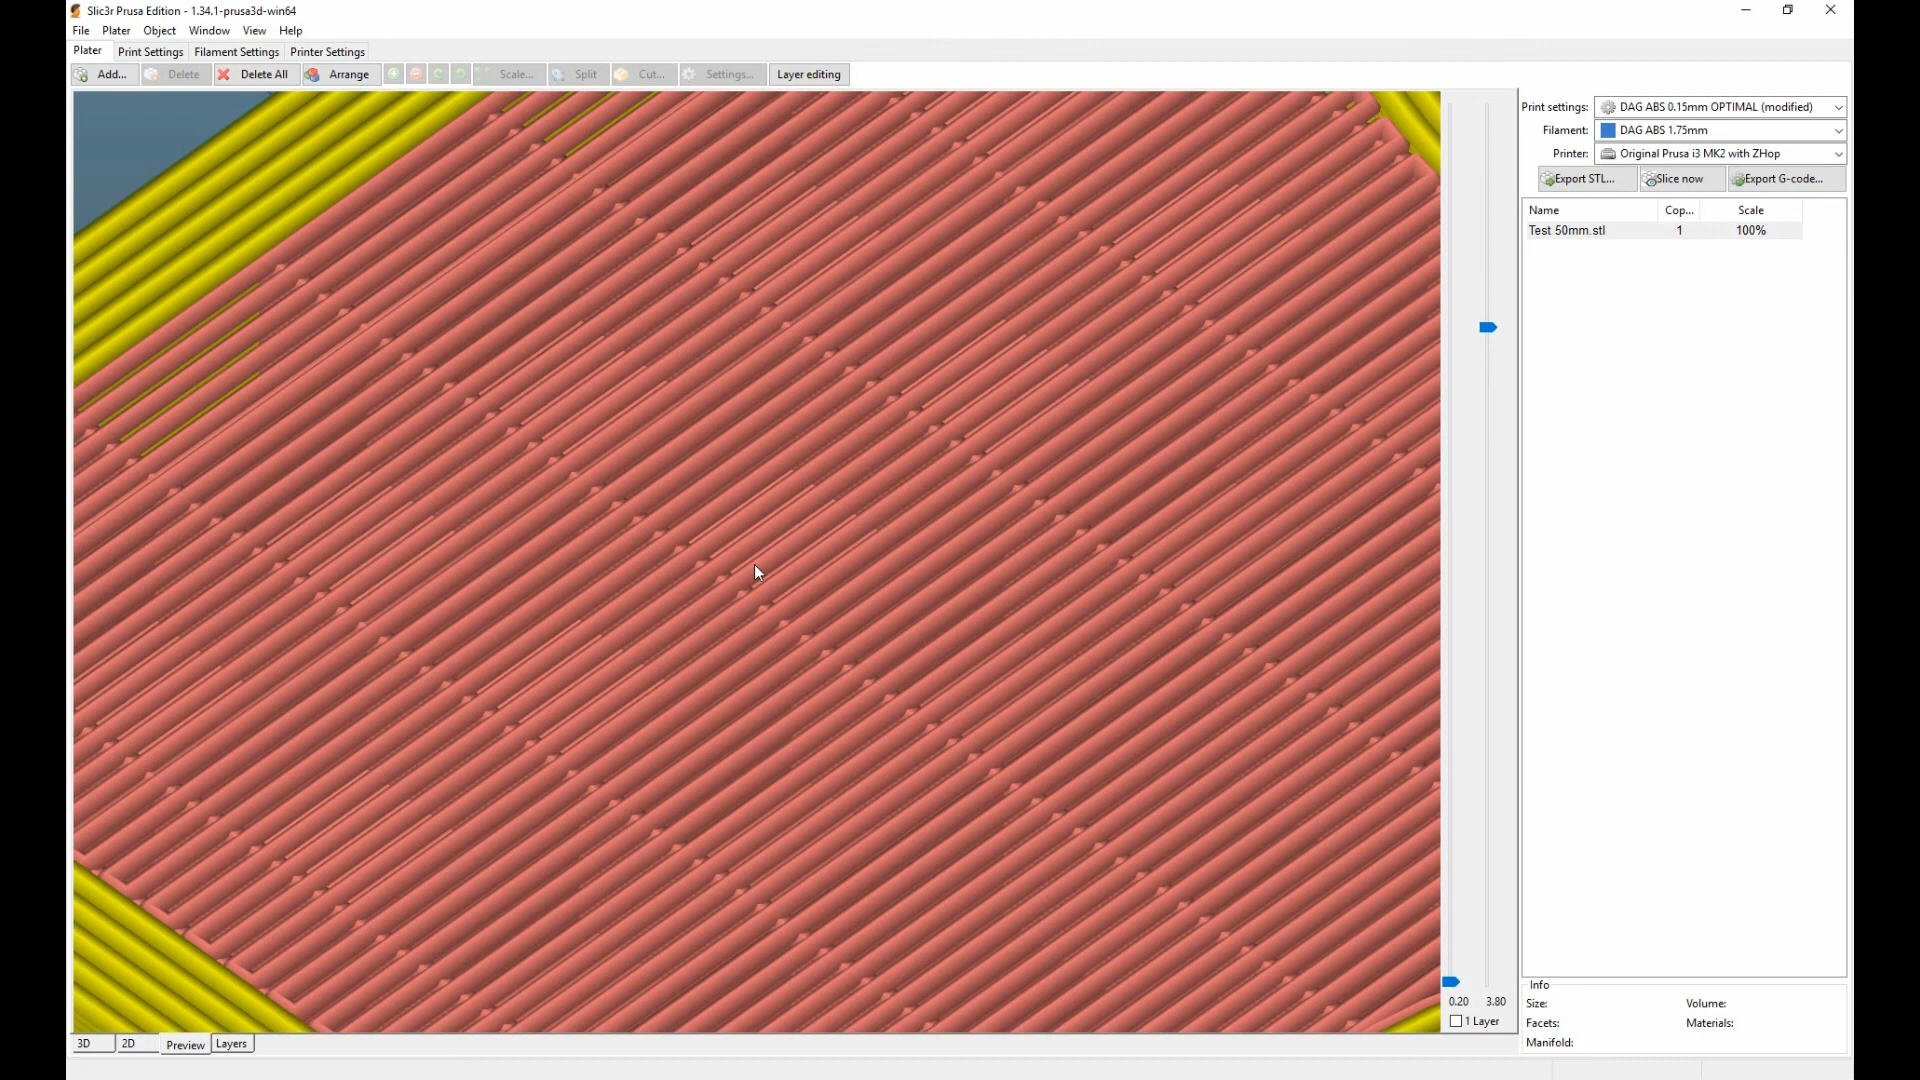 Slic3r Prusa Edition - 1.34.1-prusa3d-win64
File Plater Object Window View Help
Plater Print Settings Filament Settings Printer Settings
Add... Delete Delete All Arrange Scale... Split Cut... Settings... Layer editing
Print settings: DAG ABS 0.15mm OPTIMAL (modified)
Filament: DAG ABS 1.75mm
Printer: Original Prusa i3 MK2 with ZHop
Export STL... Slice now Export G-code...
Name Cop... Scale
Test 50mm.stl 1 100%
0.20 3.80
1 Layer
Info
Size: Volume:
Facets: Materials:
Manifold:
3D 2D Preview Layers